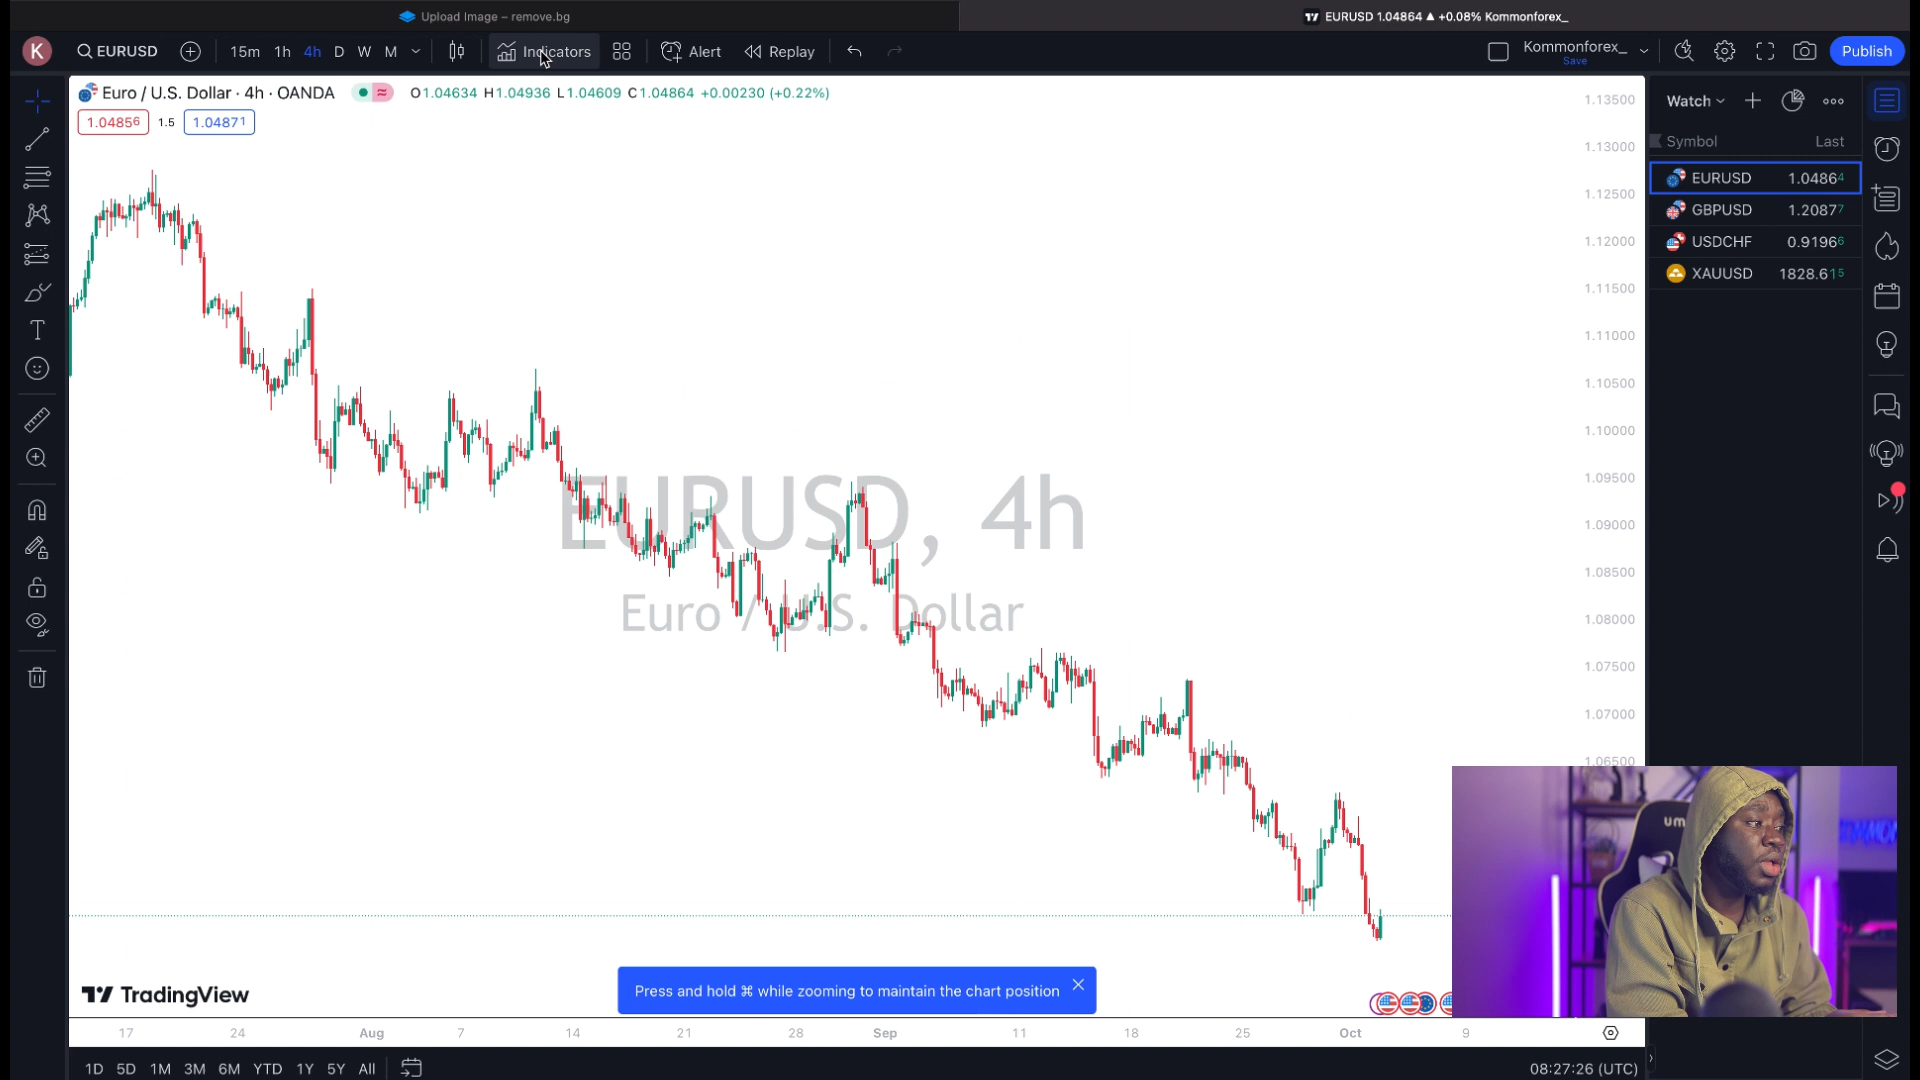 Upload Image – remove.bg
EURUSD 1.04864 ▲ +0.08% Kommonforex_
K
EURUSD
15m 1h 4h D W M
Indicators
Alert
Replay
Kommonforex_
Save
Publish
Euro / U.S. Dollar · 4h · OANDA
O1.04634 H1.04936 L1.04609 C1.04864 +0.00230 (+0.22%)
1.04856 1.5 1.04871
Watch
Symbol Last
EURUSD 1.04864
GBPUSD 1.20877
USDCHF 0.91966
XAUUSD 1828.615
1.13500
1.13000
1.12500
1.12000
1.11500
1.11000
1.10500
1.10000
1.09500
1.09000
1.08500
1.08000
1.07500
1.07000
1.06500
EURUSD, 4h
Euro / U.S. Dollar
TradingView
Press and hold ⌘ while zooming to maintain the chart position
17 24 Aug 7 14 21 28 Sep 11 18 25 Oct 9
1D 5D 1M 3M 6M YTD 1Y 5Y All
08:27:26 (UTC)